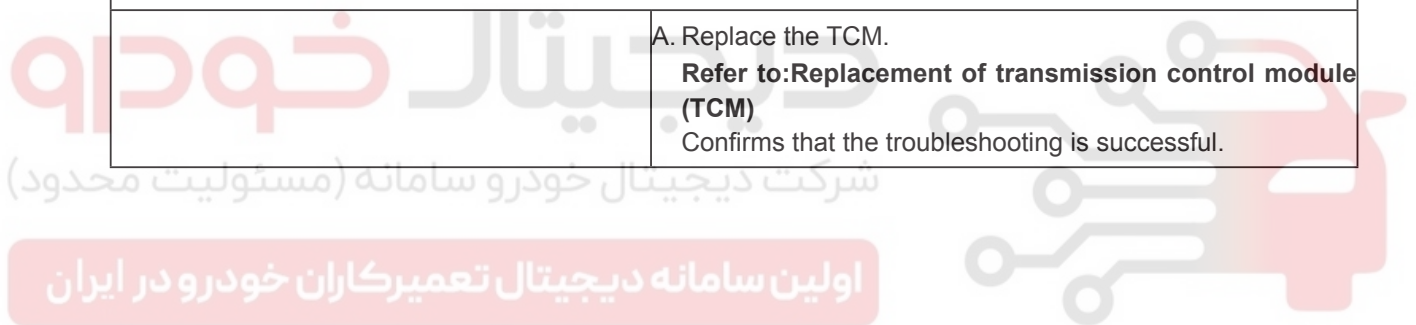 A. Replace the TCM.
Refer to:Replacement of transmission control module
(TCM)
Confirms that the troubleshooting is successful.
دیجیتال خودرو
شرکت دیجیتال خودرو سامانه (مسئولیت محدود)
اولین سامانه دیجیتال تعمیرکاران خودرو در ایران